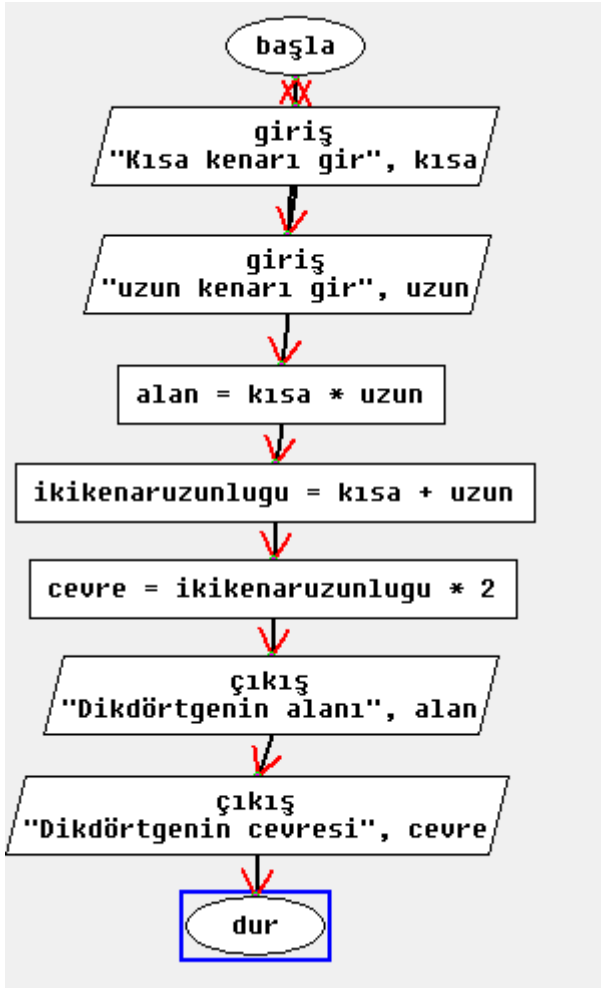 başla
giriş
"Kısa kenarı gir", kısa
giriş
"uzun kenarı gir", uzun
alan = kısa * uzun
ikikenaruzunlugu = kısa + uzun
cevre = ikikenaruzunlugu * 2
çıkış
"Dikdörtgenin alanı", alan
çıkış
"Dikdörtgenin cevresi", cevre
dur